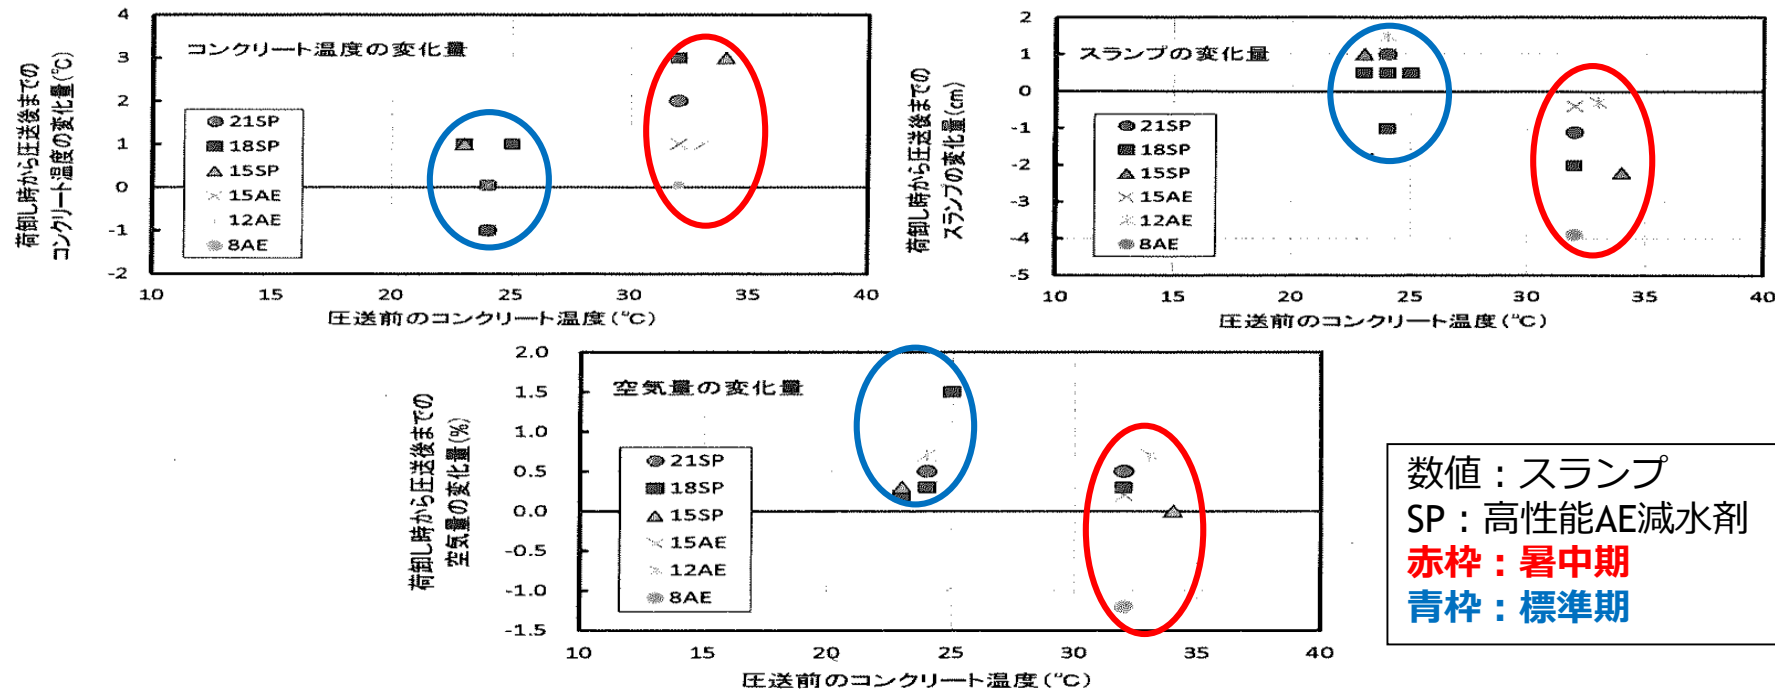 コンクリート温度の変化量
荷卸し時から圧送後までの
コンクリート温度の変化量(℃)
4
3
2
1
0
-1
-2
21SP
18SP
15SP
15AE
12AE
8AE
10
15
20
25
30
35
40
圧送前のコンクリート温度(℃)
スランプの変化量
荷卸し時から圧送後までの
スランプの変化量(cm)
2
1
0
-1
-2
-3
-4
-5
21SP
18SP
15SP
15AE
12AE
8AE
10
15
20
25
30
35
40
圧送前のコンクリート温度(℃)
空気量の変化量
荷卸し時から圧送後までの
空気量の変化量(%)
2.0
1.5
1.0
0.5
0.0
-0.5
-1.0
-1.5
21SP
18SP
15SP
15AE
12AE
8AE
10
15
20
25
30
35
40
圧送前のコンクリート温度(℃)
数値：スランプ
SP：高性能AE減水剤
赤枠：暑中期
青枠：標準期